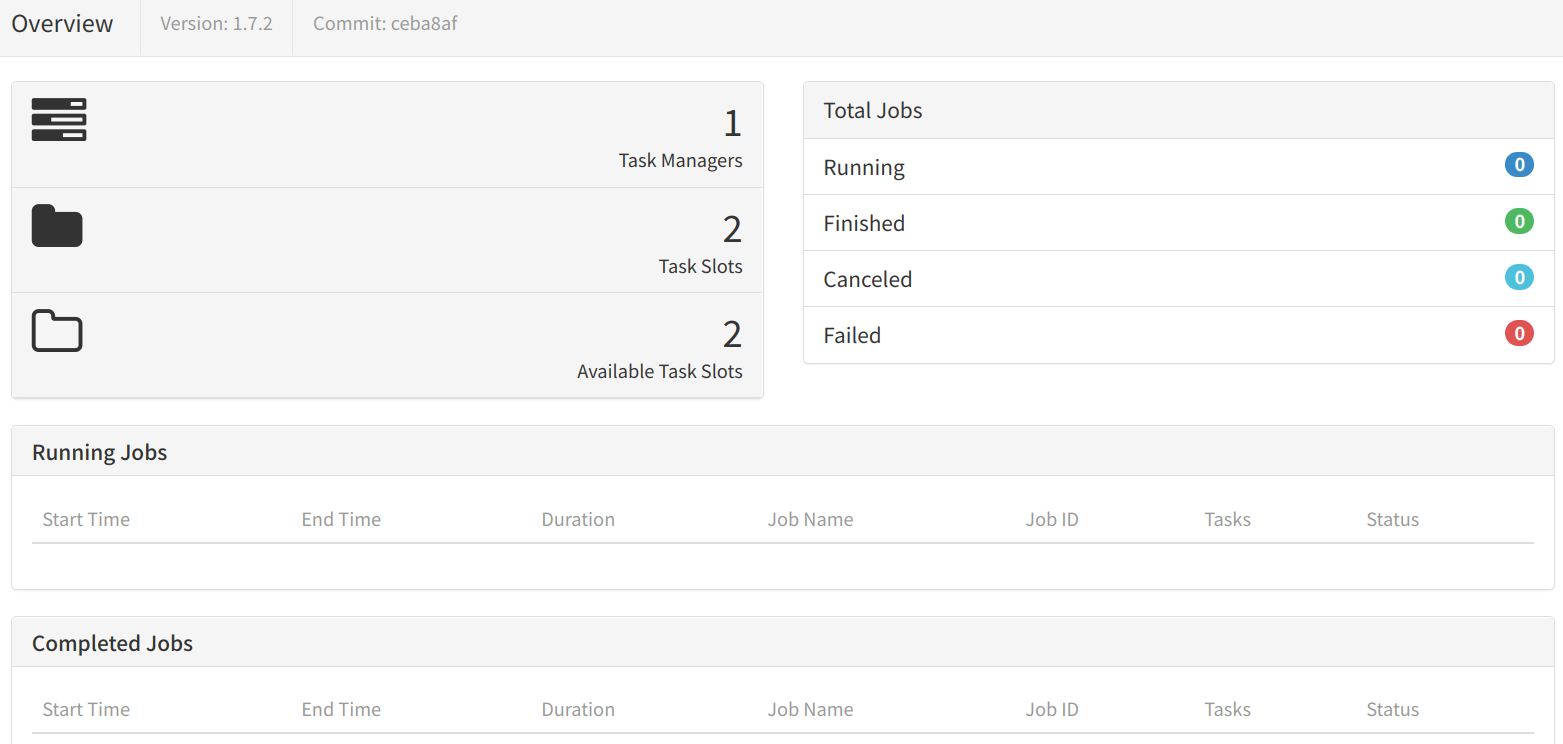 Overview Version: 1.7.2 Commit: ceba8af
1
Task Managers
2
Task Slots
2
Available Task Slots
Total Jobs
Running 0
Finished 0
Canceled 0
Failed 0
Running Jobs
Start Time End Time Duration Job Name Job ID Tasks Status
Completed Jobs
Start Time End Time Duration Job Name Job ID Tasks Status